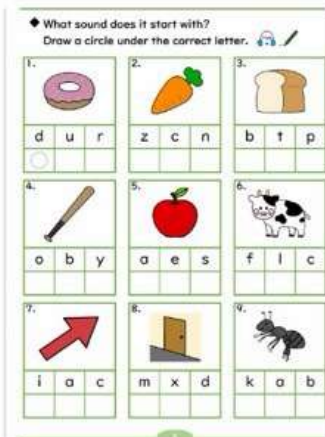 ◆ What sound does it start with?
Draw a circle under the correct letter.
1. 2. 3.
d u r z c n b t p
4. 5. 6.
o b y a e s f l c
7. 8. 9.
i a c m x d k a b